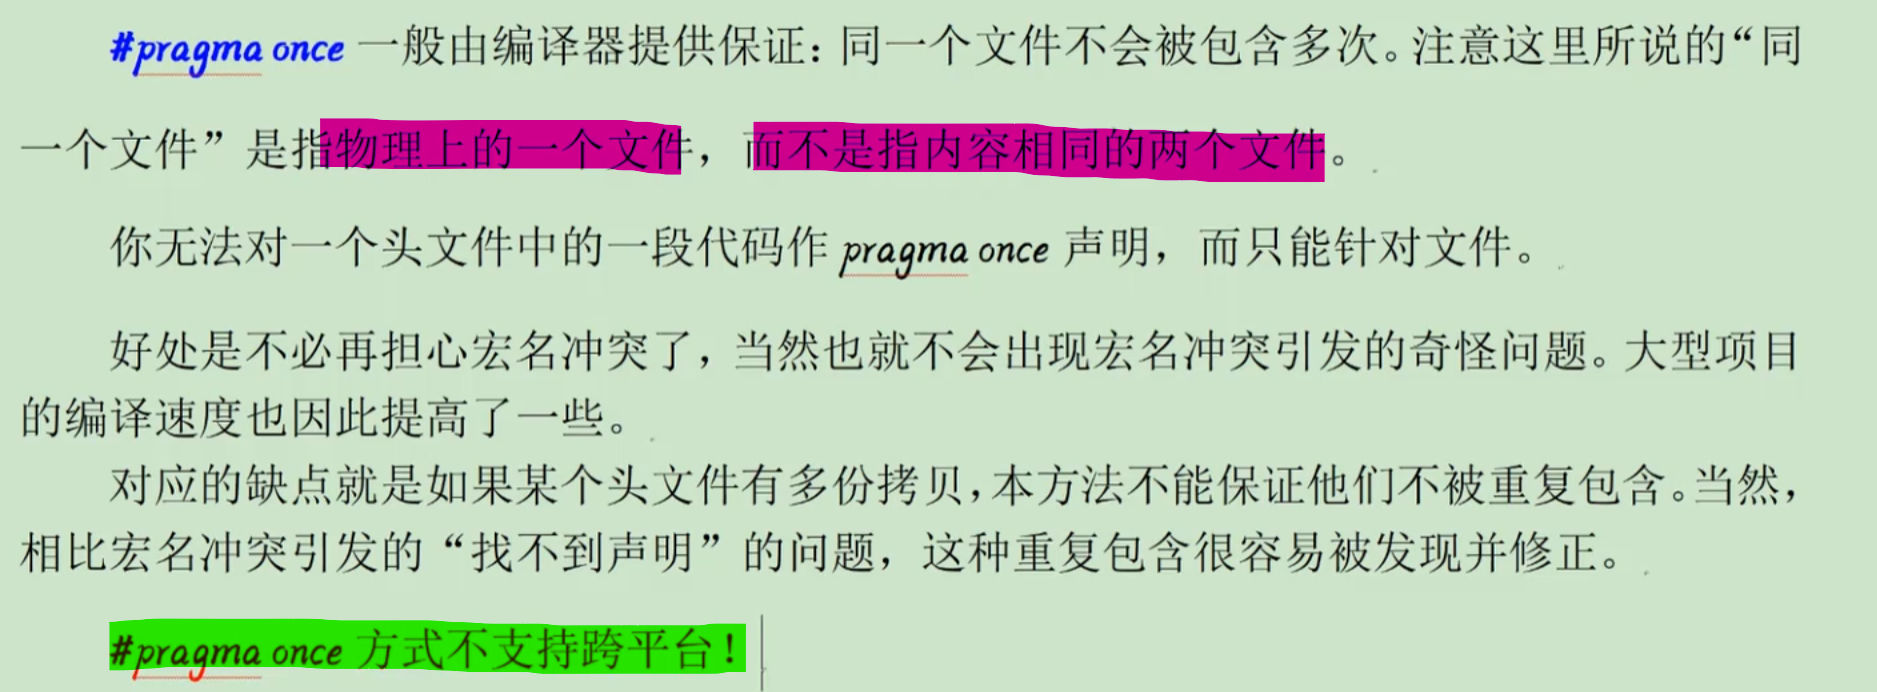 #pragma once 一般由编译器提供保证：同一个文件不会被包含多次。注意这里所说的“同
一个文件”是指物理上的一个文件，而不是指内容相同的两个文件。
你无法对一个头文件中的一段代码作 pragma once 声明，而只能针对文件。
好处是不必再担心宏名冲突了，当然也就不会出现宏名冲突引发的奇怪问题。大型项目
的编译速度也因此提高了一些。
对应的缺点就是如果某个头文件有多份拷贝，本方法不能保证他们不被重复包含。当然，
相比宏名冲突引发的“找不到声明”的问题，这种重复包含很容易被发现并修正。
#pragma once 方式不支持跨平台！